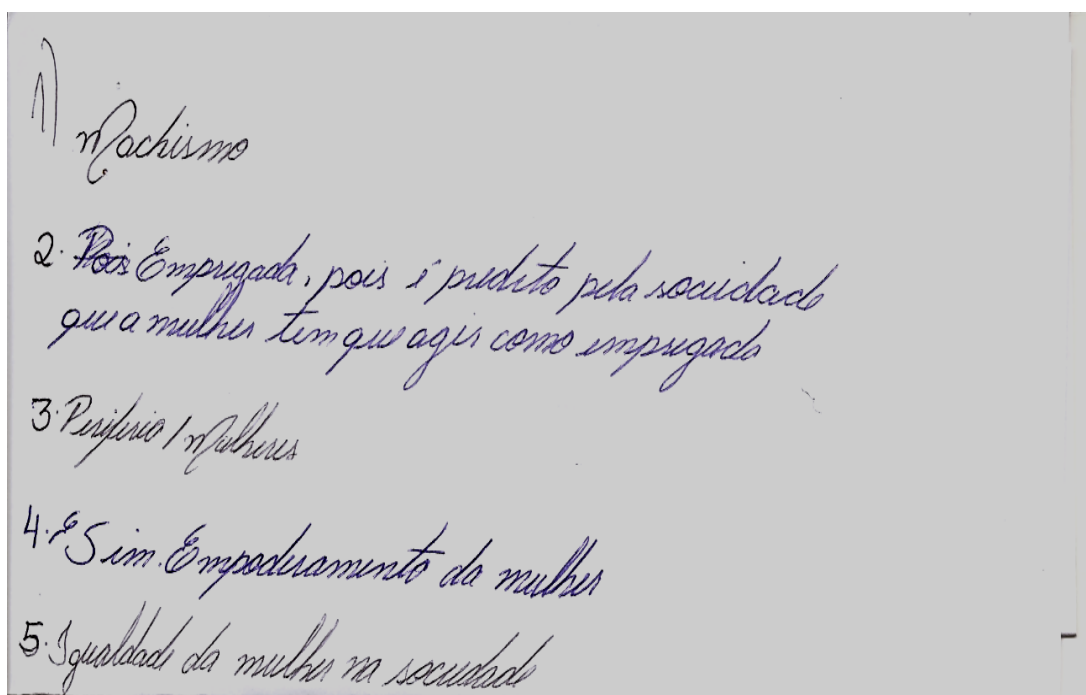 1)
Machismo
2. Pois Empregada, pois é predito pela sociedade
que a mulher tem que agir como empregada
3. Periferia / Mulheres
4. Sim. Empoderamento da mulher
5. Igualdade da mulher na sociedade